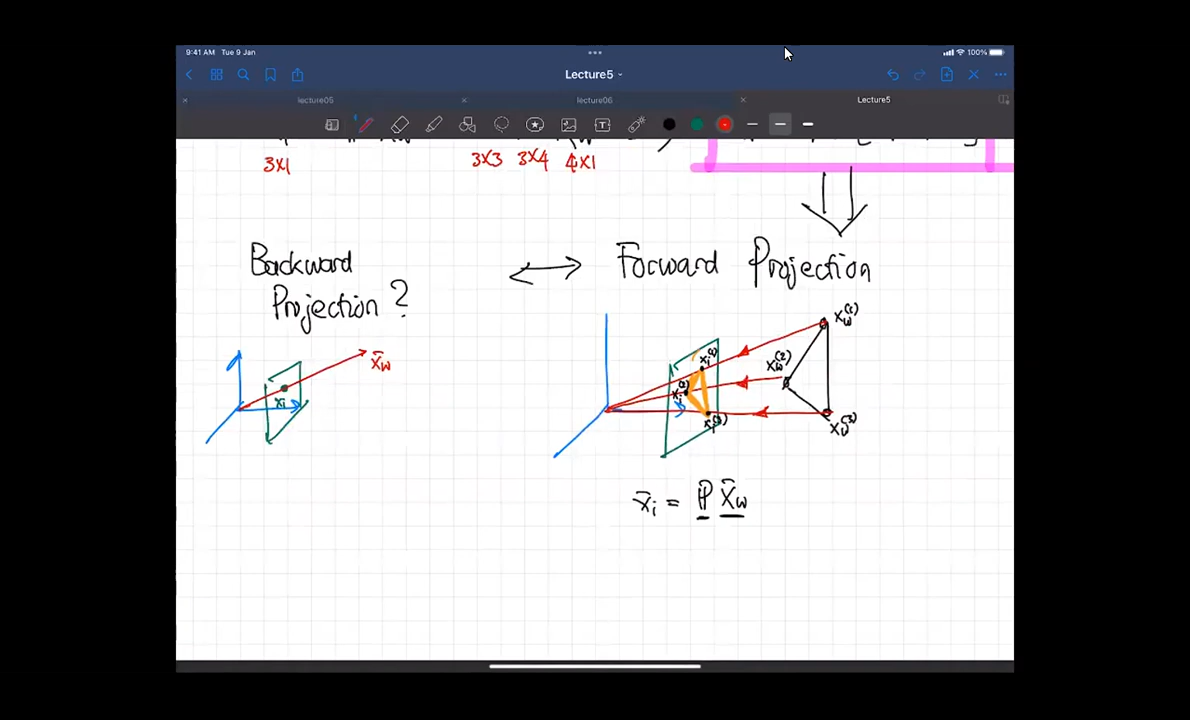 9:41 AM Tue 9 Jan
100%
Lecture5
lecture05
lecture06
Lecture5
3X1
3X3 3X4 4X1
Backward
Projection?
Forward Projection
X̄w
xi
Xw(1)
Xw(2)
Xw(3)
x̄i = P X̄w